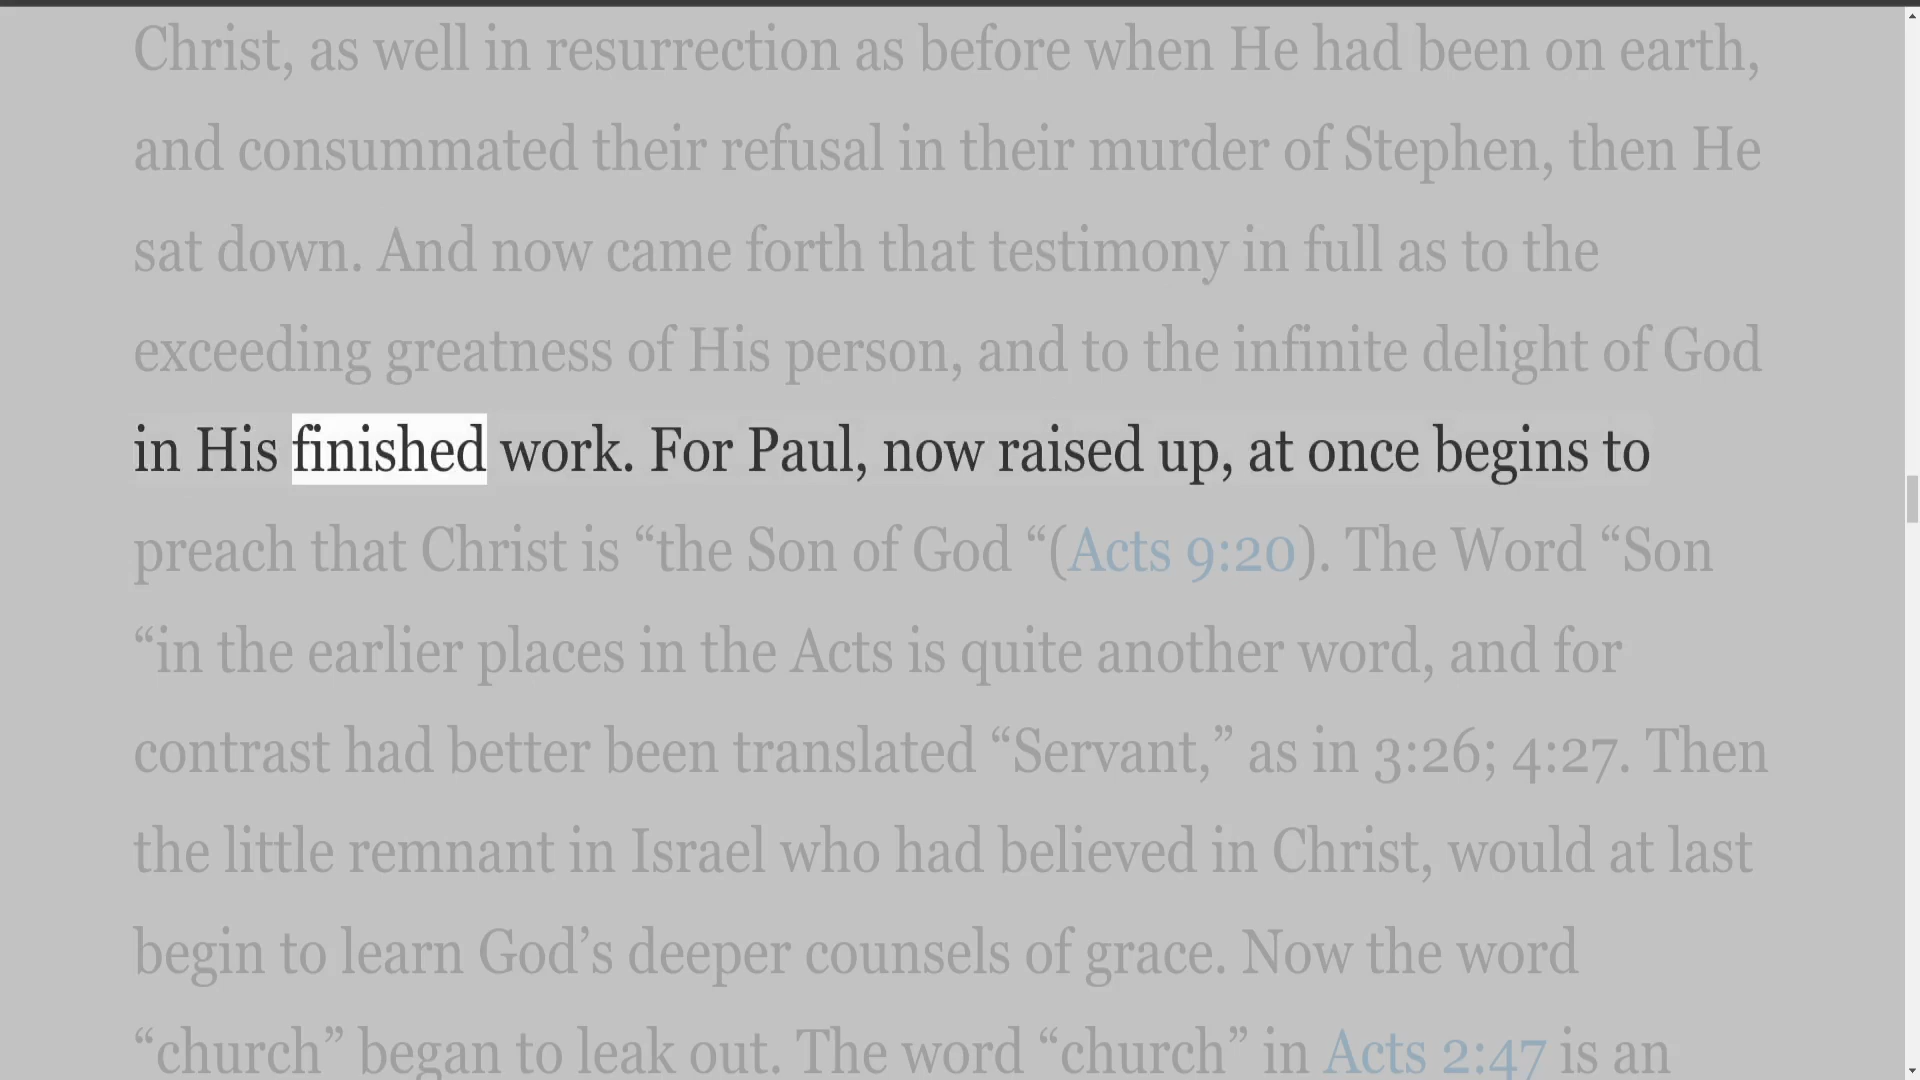 Christ, as well in resurrection as before when He had been on earth,
and consummated their refusal in their murder of Stephen, then He
sat down. And now came forth that testimony in full as to the
exceeding greatness of His person, and to the infinite delight of God
in His finished work. For Paul, now raised up, at once begins to
preach that Christ is “the Son of God “(Acts 9:20). The Word “Son
“in the earlier places in the Acts is quite another word, and for
contrast had better been translated “Servant,” as in 3:26; 4:27. Then
the little remnant in Israel who had believed in Christ, would at last
begin to learn God’s deeper counsels of grace. Now the word
“church” began to leak out. The word “church” in Acts 2:47 is an